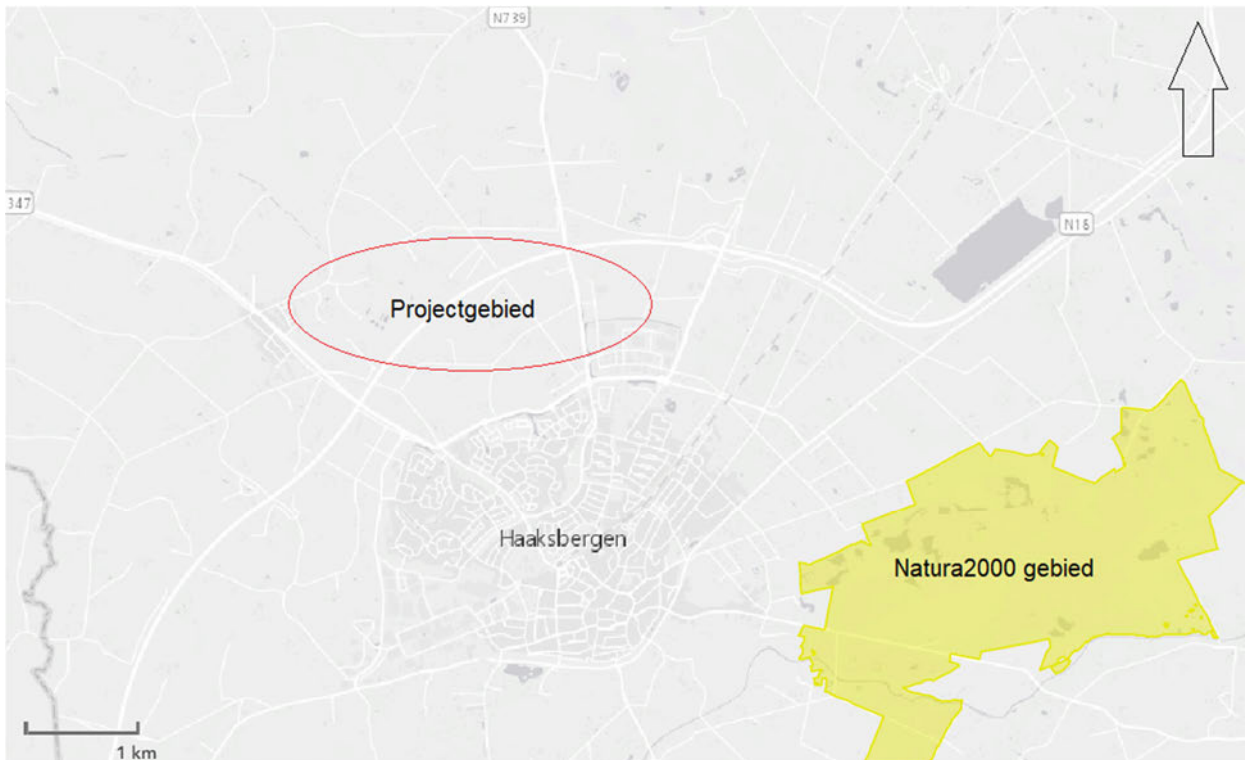 N739
347
N18
Projectgebied
Haaksbergen
Natura2000 gebied
1 km